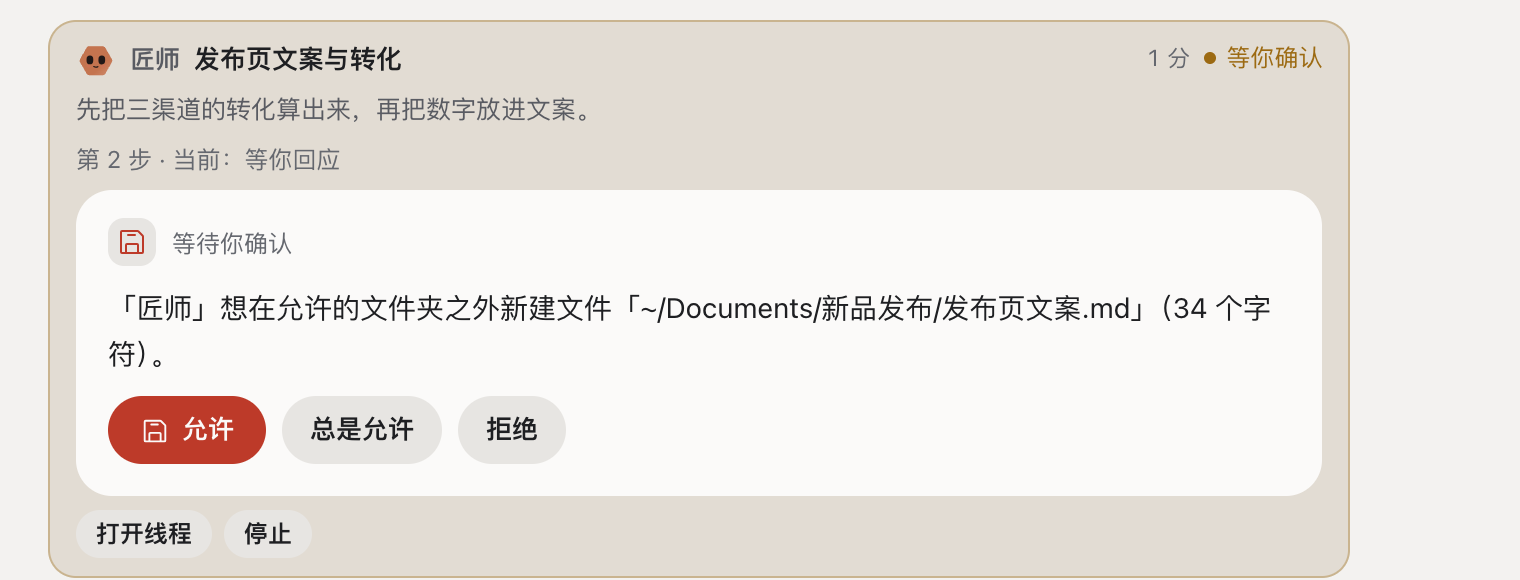 匠师 发布页文案与转化 1 分 等你确认
先把三渠道的转化算出来，再把数字放进文案。
第 2 步 · 当前：等你回应
等待你确认
「匠师」想在允许的文件夹之外新建文件「~/Documents/新品发布/发布页文案.md」（34 个字
符）。
允许 总是允许 拒绝
打开线程 停止